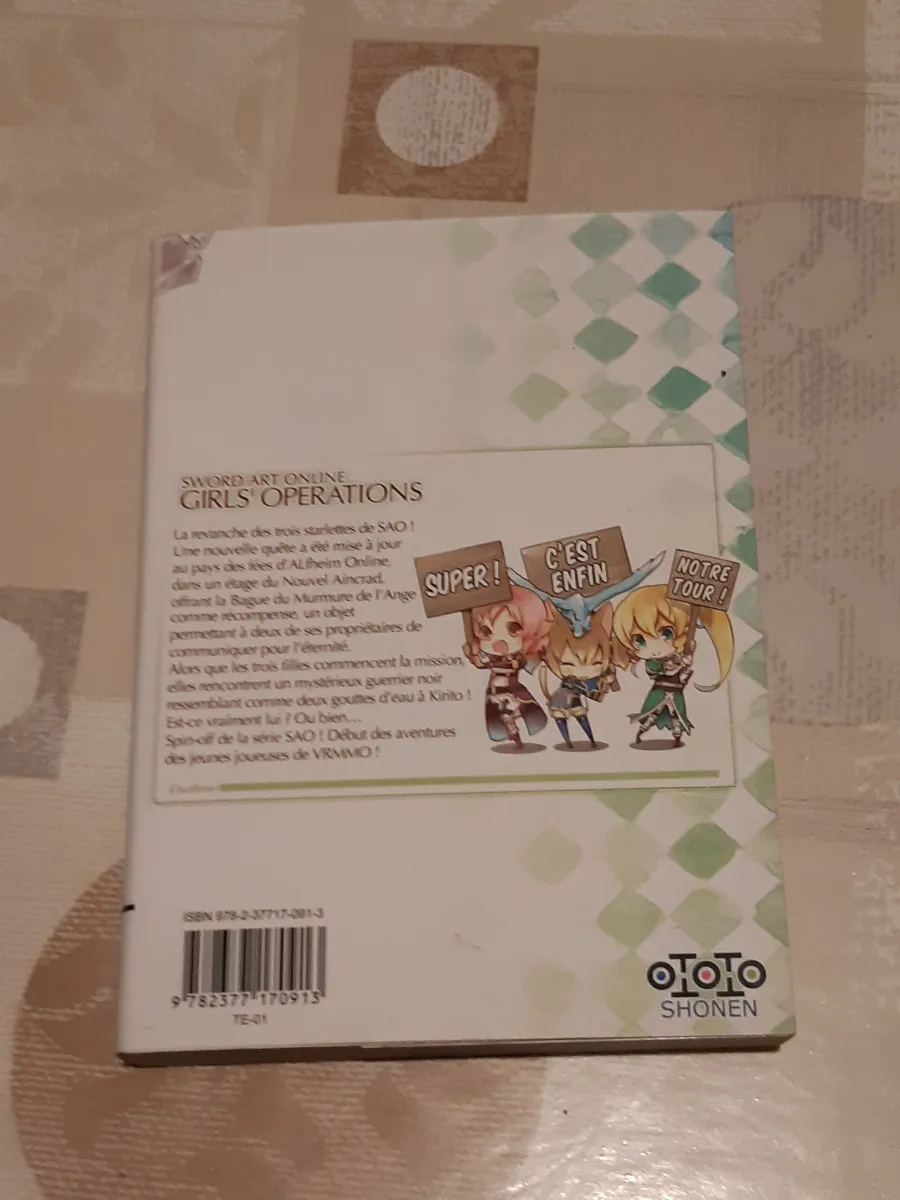 SWORD ART ONLINE
GIRLS' OPERATIONS
La revanche des trois starlettes de SAO !
Une nouvelle quête a été mise à jour
au pays des fées d'ALfheim Online,
dans un étage du Nouvel Aincrad,
offrant la Bague du Murmure de l'Ange
comme récompense, un objet
permettant à deux de ses propriétaires de
communiquer pour l'éternité.
Alors que les trois filles commencent la mission,
elles rencontrent un mystérieux guerrier noir
ressemblant comme deux gouttes d'eau à Kirito !
Est-ce vraiment lui ? Ou bien...
Spin-off de la série SAO ! Début des aventures
des jeunes joueuses de VRMMO !
SUPER !
C'EST
ENFIN
NOTRE
TOUR !
ISBN 978-2-37717-091-3
9 782377 170913
TE-01
OTOTO
SHONEN